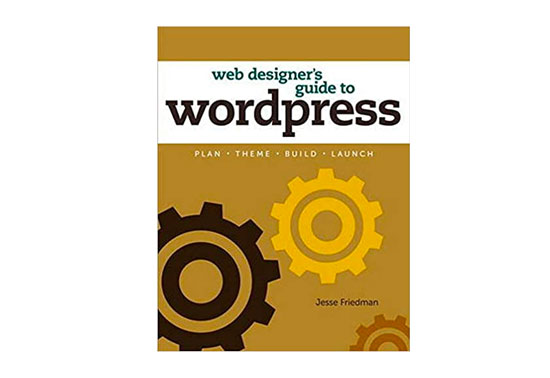 web designer's
guide to
wordpress
PLAN • THEME • BUILD • LAUNCH
Jesse Friedman